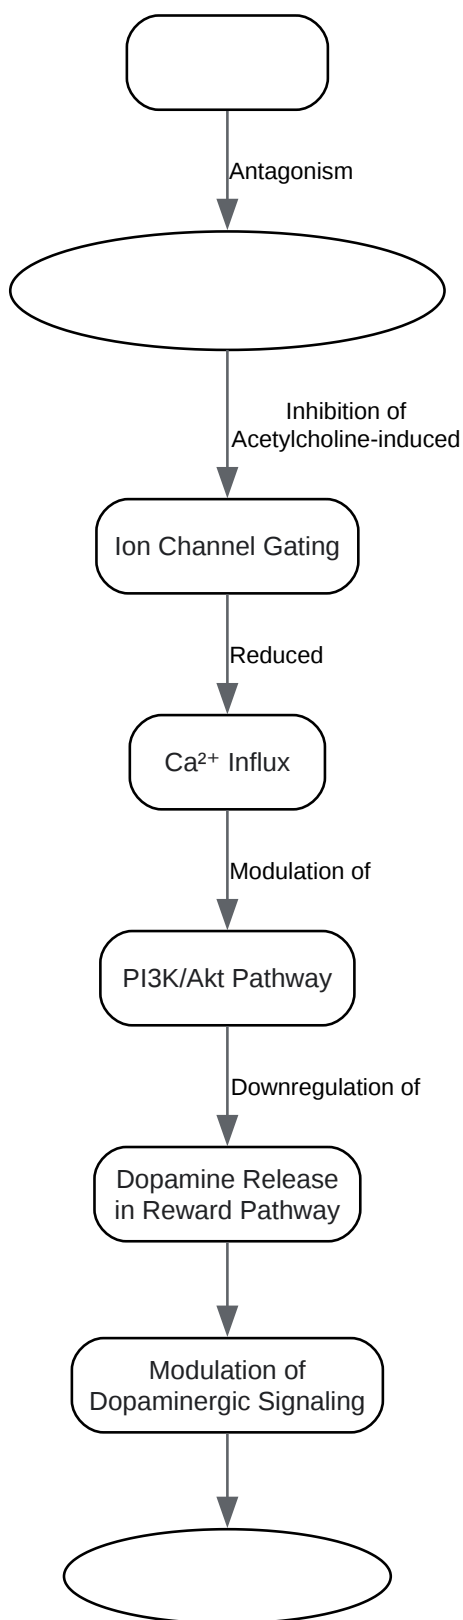 Antagonism
Inhibition of
Acetylcholine-induced
Ion Channel Gating
Reduced
Ca²⁺ Influx
Modulation of
PI3K/Akt Pathway
Downregulation of
Dopamine Release
in Reward Pathway
Modulation of
Dopaminergic Signaling